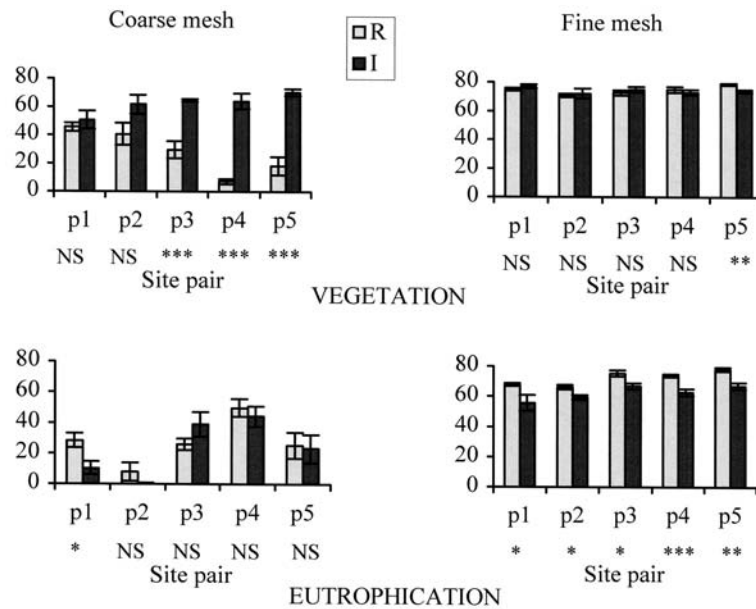 Coarse mesh
R
I
Fine mesh
80
60
40
20
0
p1 p2 p3 p4 p5
NS NS *** *** ***
Site pair
80
60
40
20
0
p1 p2 p3 p4 p5
NS NS NS NS **
Site pair
VEGETATION
80
60
40
20
0
p1 p2 p3 p4 p5
* NS NS NS NS
Site pair
80
60
40
20
0
p1 p2 p3 p4 p5
* * * *** **
Site pair
EUTROPHICATION